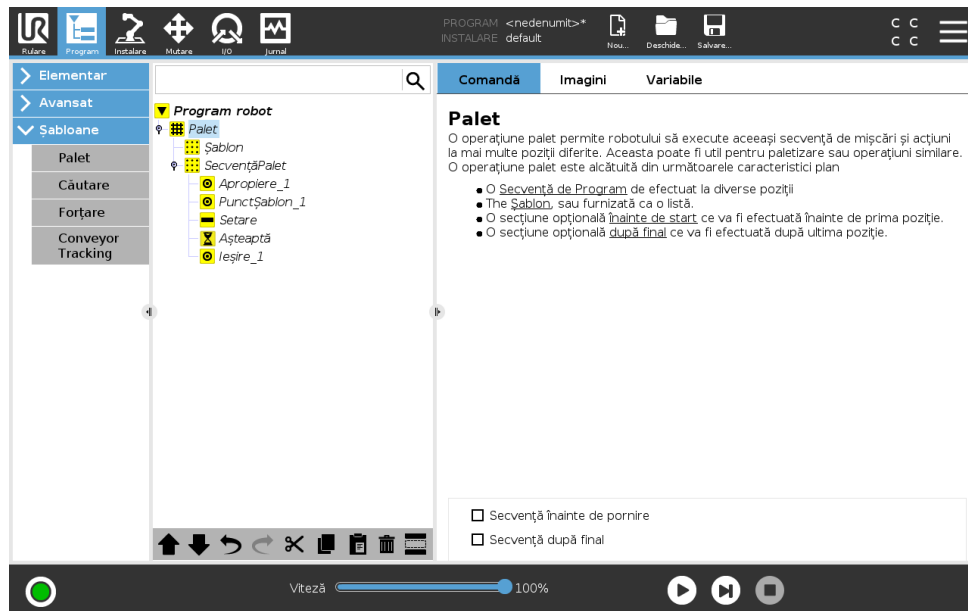 UR
PROGRAM <nedenumit>*
INSTALARE default
Rulare Program Instalare Mutare I/O Jurnal
Nou... Deschide... Salvare...
C C
C C
Elementar
Avansat
Șabloane
Palet
Căutare
Forțare
Conveyor
Tracking
Program robot
Palet
Șablon
SecvențăPalet
Apropiere_1
PunctȘablon_1
Setare
Așteaptă
Ieșire_1
Comandă Imagini Variabile
Palet
O operațiune palet permite robotului să execute aceeași secvență de mișcări și acțiuni
la mai multe poziții diferite. Aceasta poate fi util pentru paletizare sau operațiuni similare.
O operațiune palet este alcătuită din următoarele caracteristici plan
● O Secvență de Program de efectuat la diverse poziții
● The Șablon, sau furnizată ca o listă.
● O secțiune opțională înainte de start ce va fi efectuată înainte de prima poziție.
● O secțiune opțională după final ce va fi efectuată după ultima poziție.
Secvență înainte de pornire
Secvență după final
Viteză 100%